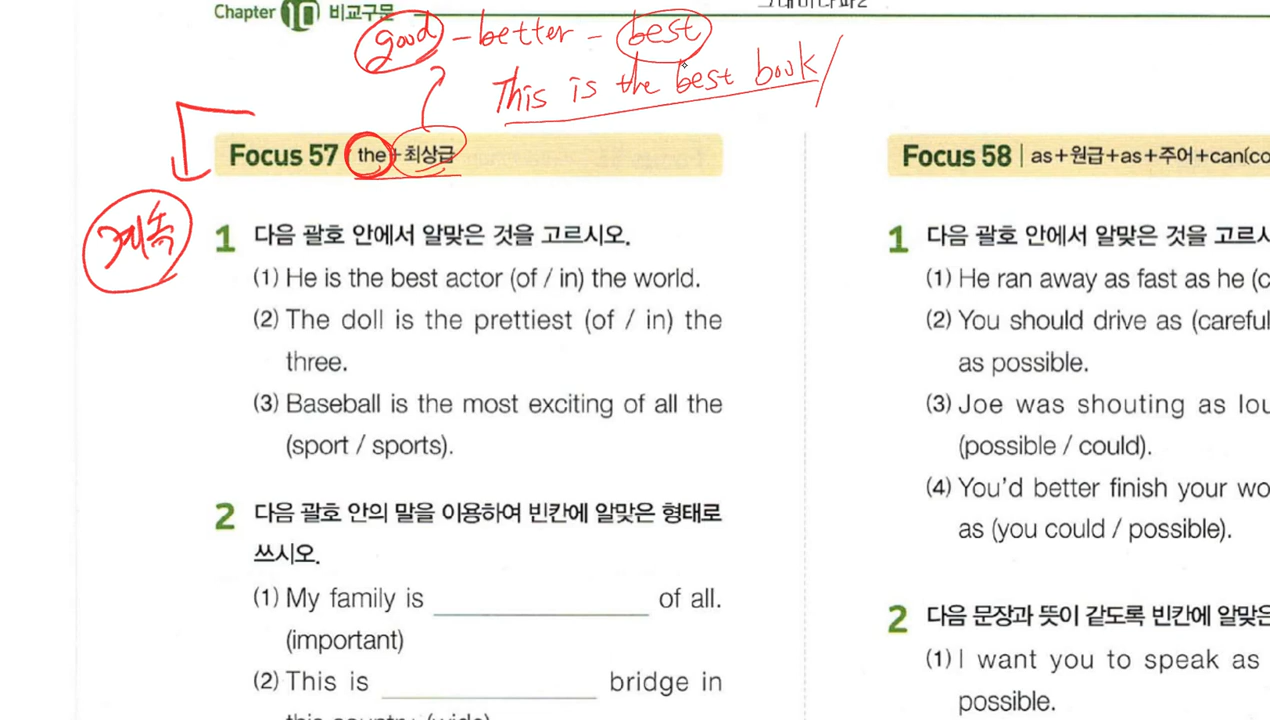 Chapter 10 비교구문
good - better - best
This is the best book
Focus 57 the+최상급
계속
1 다음 괄호 안에서 알맞은 것을 고르시오.
(1) He is the best actor (of / in) the world.
(2) The doll is the prettiest (of / in) the
three.
(3) Baseball is the most exciting of all the
(sport / sports).
2 다음 괄호 안의 말을 이용하여 빈칸에 알맞은 형태로
쓰시오.
(1) My family is ____________ of all.
(important)
(2) This is ____________ bridge in
this country. (wide)
Focus 58 | as+원급+as+주어+can(co
1 다음 괄호 안에서 알맞은 것을 고르시
(1) He ran away as fast as he (c
(2) You should drive as (careful
as possible.
(3) Joe was shouting as lou
(possible / could).
(4) You'd better finish your wo
as (you could / possible).
2 다음 문장과 뜻이 같도록 빈칸에 알맞은
(1) I want you to speak as
possible.